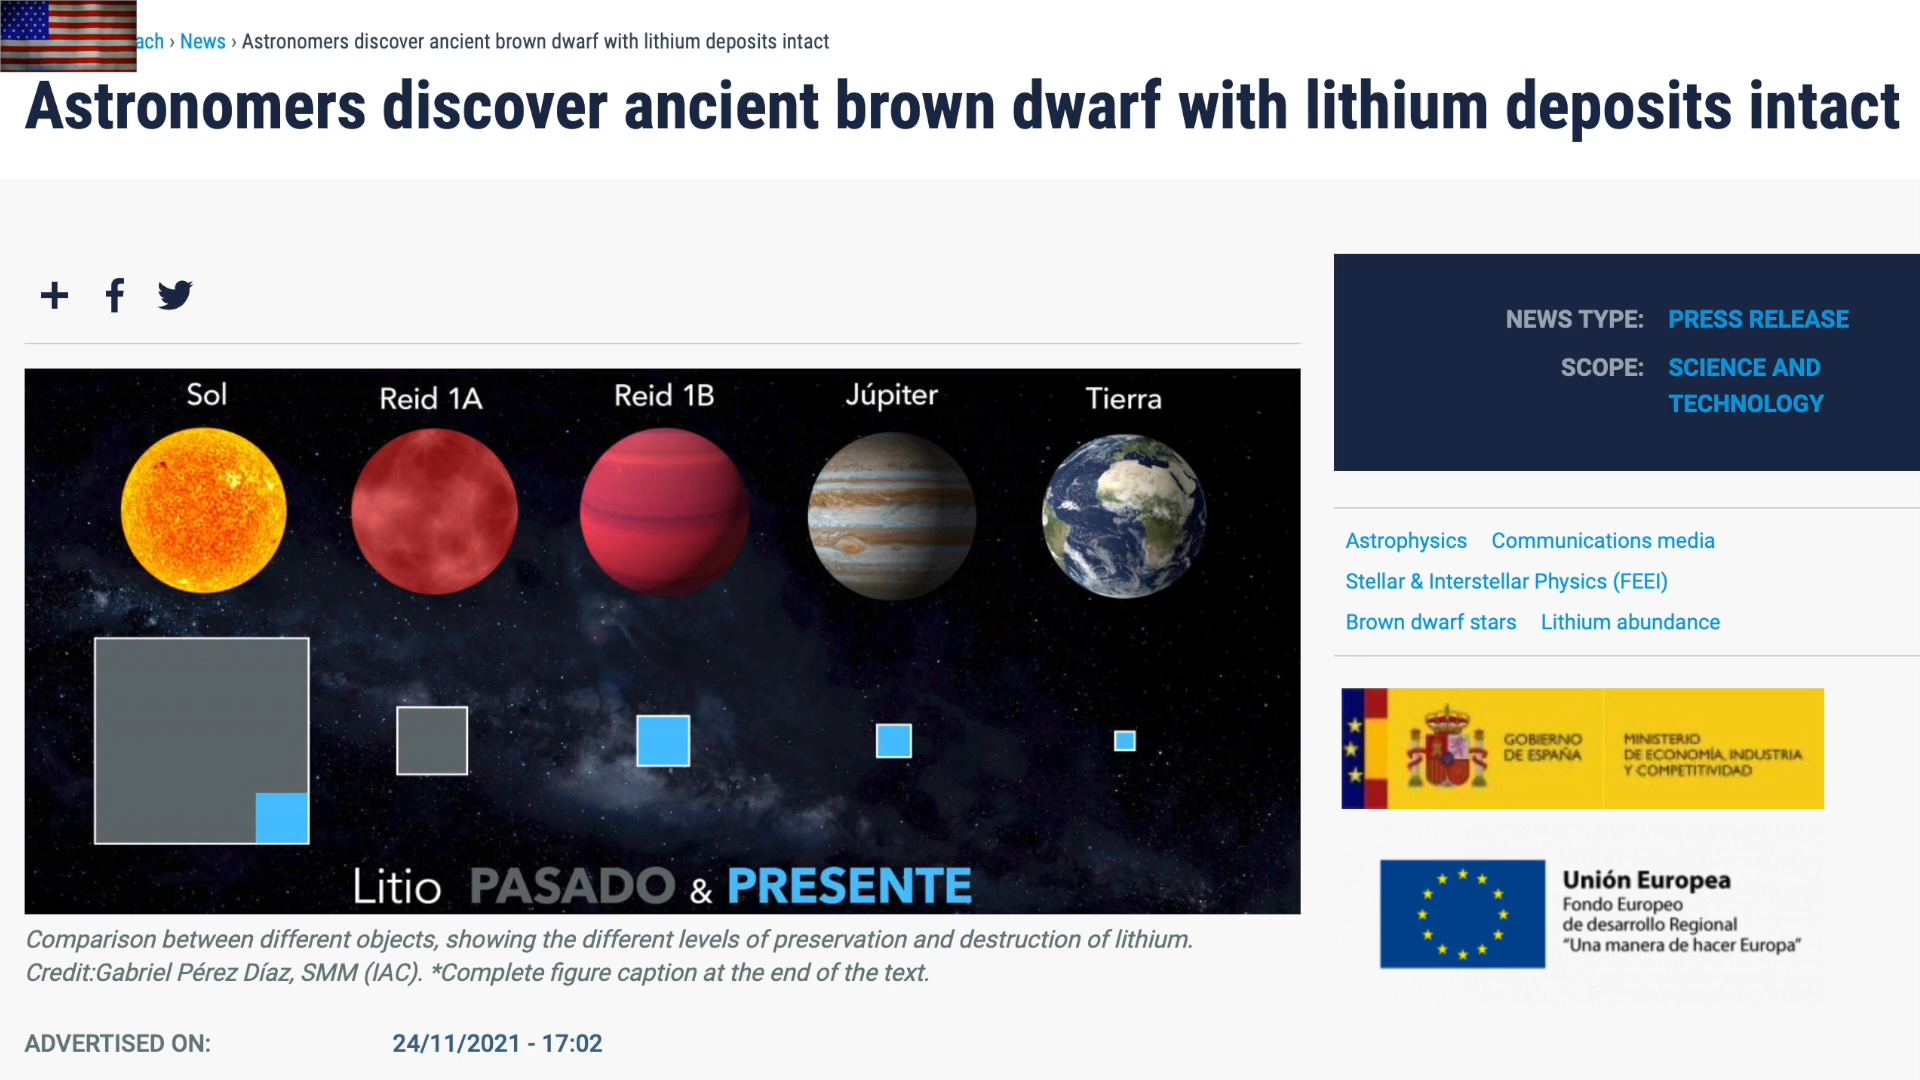 ach › News › Astronomers discover ancient brown dwarf with lithium deposits intact
Astronomers discover ancient brown dwarf with lithium deposits intact
NEWS TYPE: PRESS RELEASE
SCOPE: SCIENCE AND
TECHNOLOGY
Sol
Reid 1A
Reid 1B
Júpiter
Tierra
Litio PASADO & PRESENTE
Comparison between different objects, showing the different levels of preservation and destruction of lithium.
Credit:Gabriel Pérez Díaz, SMM (IAC). *Complete figure caption at the end of the text.
ADVERTISED ON: 24/11/2021 - 17:02
Astrophysics Communications media
Stellar & Interstellar Physics (FEEI)
Brown dwarf stars Lithium abundance
GOBIERNO
DE ESPAÑA
MINISTERIO
DE ECONOMÍA, INDUSTRIA
Y COMPETITIVIDAD
Unión Europea
Fondo Europeo
de desarrollo Regional
"Una manera de hacer Europa"